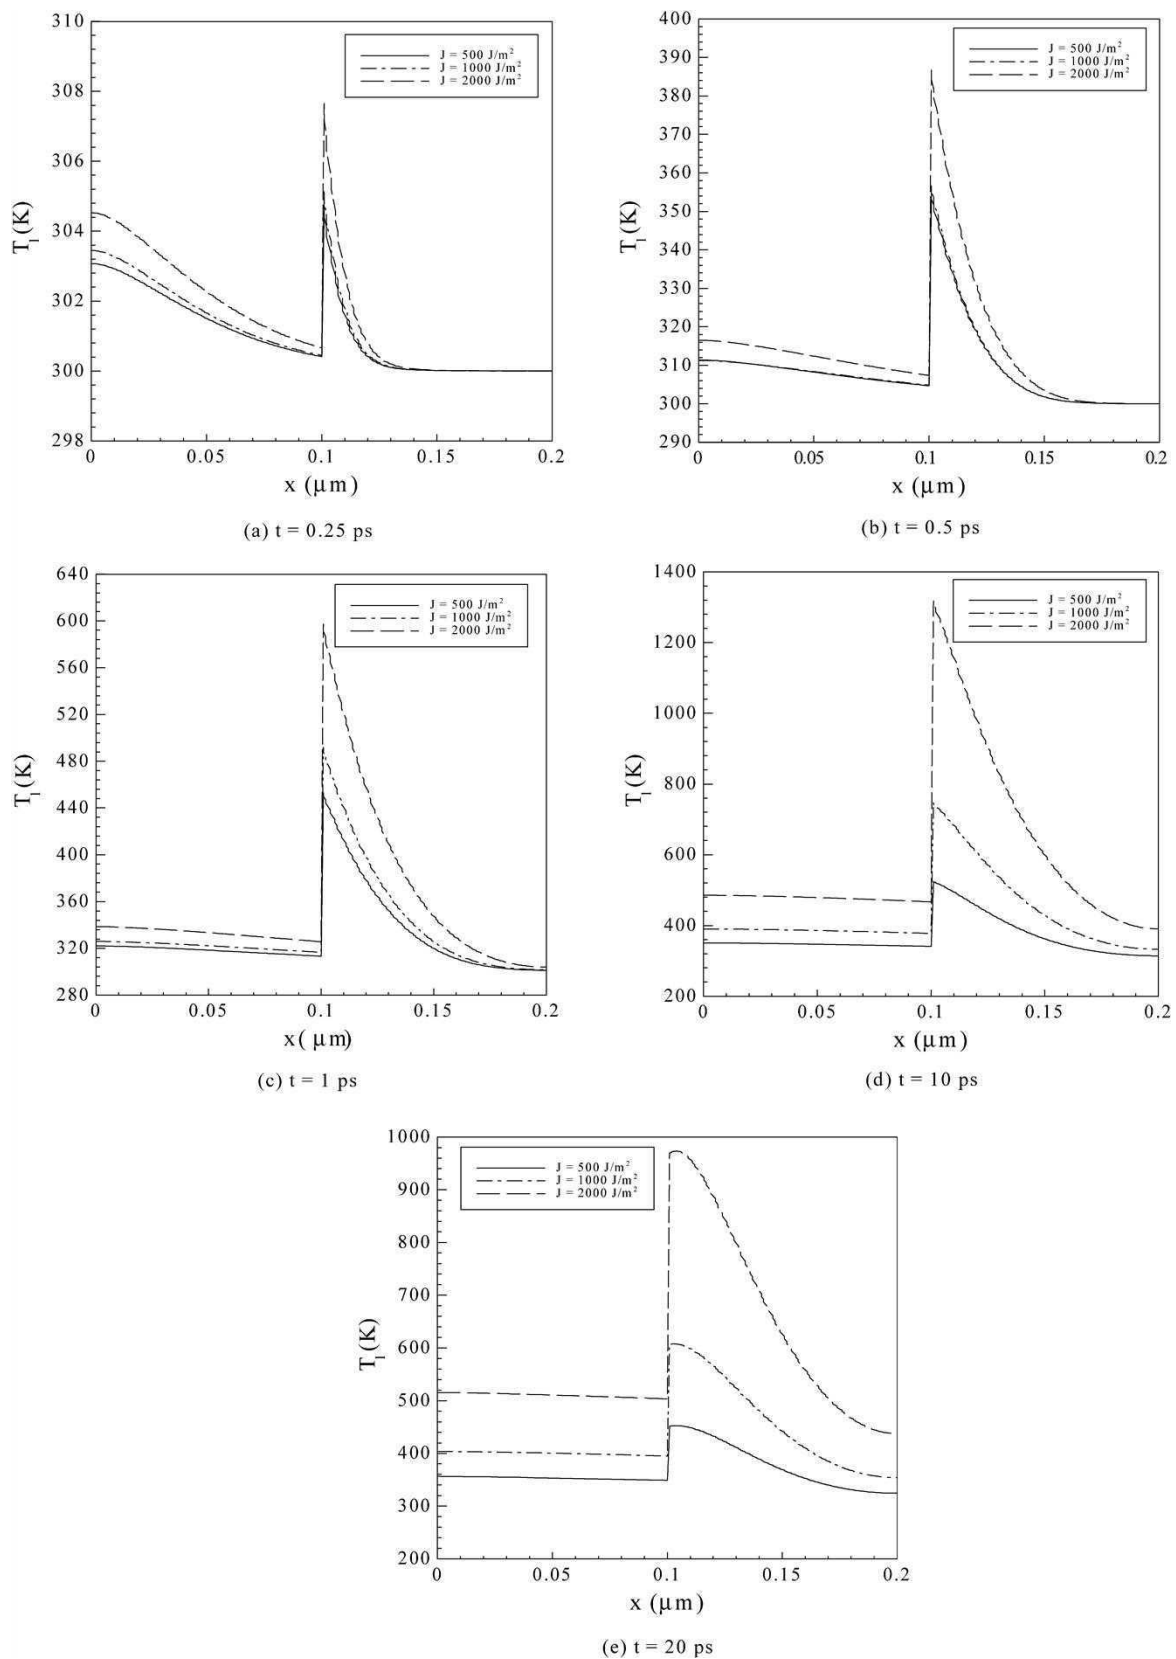 310
308
306
304
302
300
298
T_l (K)
J = 500 J/m²
J = 1000 J/m²
J = 2000 J/m²
0 0.05 0.1 0.15 0.2
x (μm)
(a) t = 0.25 ps
400
390
380
370
360
350
340
330
320
310
300
290
T_l (K)
J = 500 J/m²
J = 1000 J/m²
J = 2000 J/m²
0 0.05 0.1 0.15 0.2
x (μm)
(b) t = 0.5 ps
640
600
560
520
480
440
400
360
320
280
T_l (K)
J = 500 J/m²
J = 1000 J/m²
J = 2000 J/m²
0 0.05 0.1 0.15 0.2
x( μm)
(c) t = 1 ps
1400
1200
1000
800
600
400
200
T_l (K)
J = 500 J/m²
J = 1000 J/m²
J = 2000 J/m²
0 0.05 0.1 0.15 0.2
x (μm)
(d) t = 10 ps
1000
900
800
700
600
500
400
300
200
T_l (K)
J = 500 J/m²
J = 1000 J/m²
J = 2000 J/m²
0 0.05 0.1 0.15 0.2
x (μm)
(e) t = 20 ps